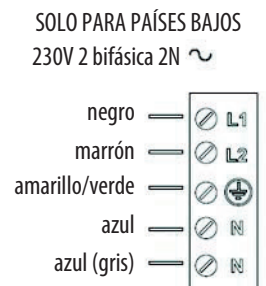 SOLO PARA PAÍSES BAJOS
230V 2 bifásica 2N ~
negro L1
marrón L2
amarillo/verde
azul N
azul (gris) N